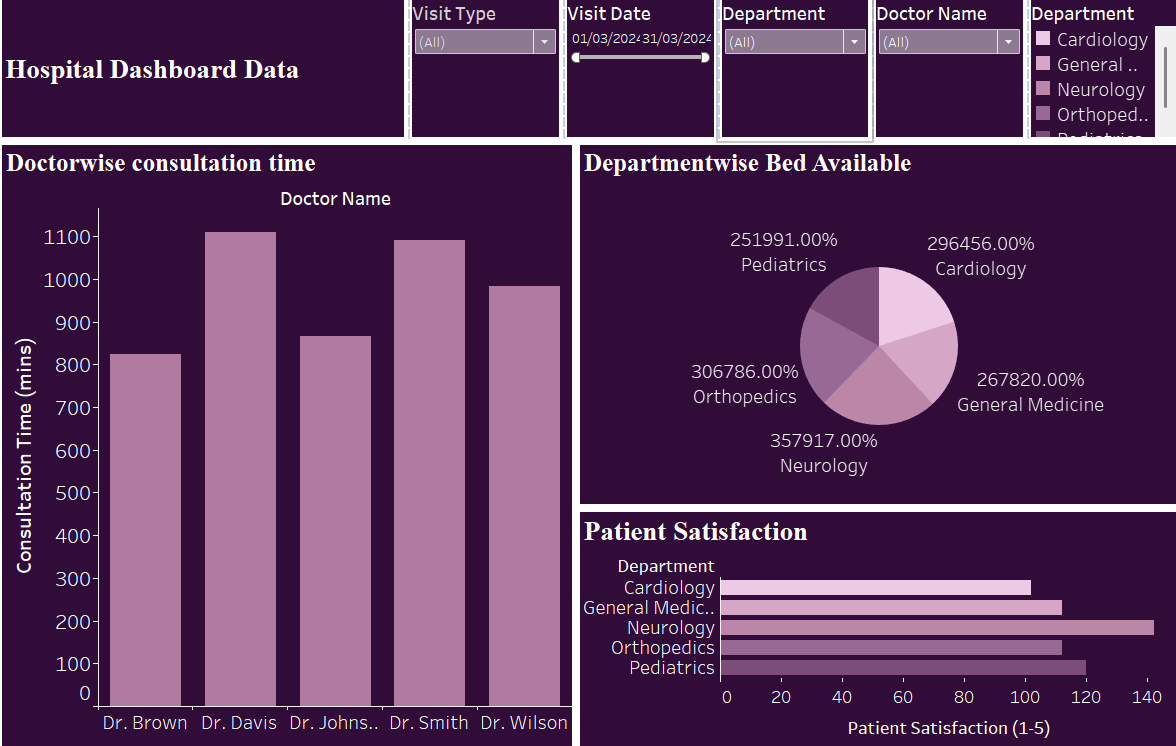 Hospital Dashboard Data
Visit Type
(All)
Visit Date
01/03/2024 31/03/2024
Department
(All)
Doctor Name
(All)
Department
Cardiology
General ..
Neurology
Orthoped..
Pediatrics
Doctorwise consultation time
Doctor Name
Consultation Time (mins)
1100
1000
900
800
700
600
500
400
300
200
100
0
Dr. Brown Dr. Davis Dr. Johns.. Dr. Smith Dr. Wilson
Departmentwise Bed Available
251991.00%
Pediatrics
296456.00%
Cardiology
306786.00%
Orthopedics
267820.00%
General Medicine
357917.00%
Neurology
Patient Satisfaction
Department
Cardiology
General Medic..
Neurology
Orthopedics
Pediatrics
0 20 40 60 80 100 120 140
Patient Satisfaction (1-5)